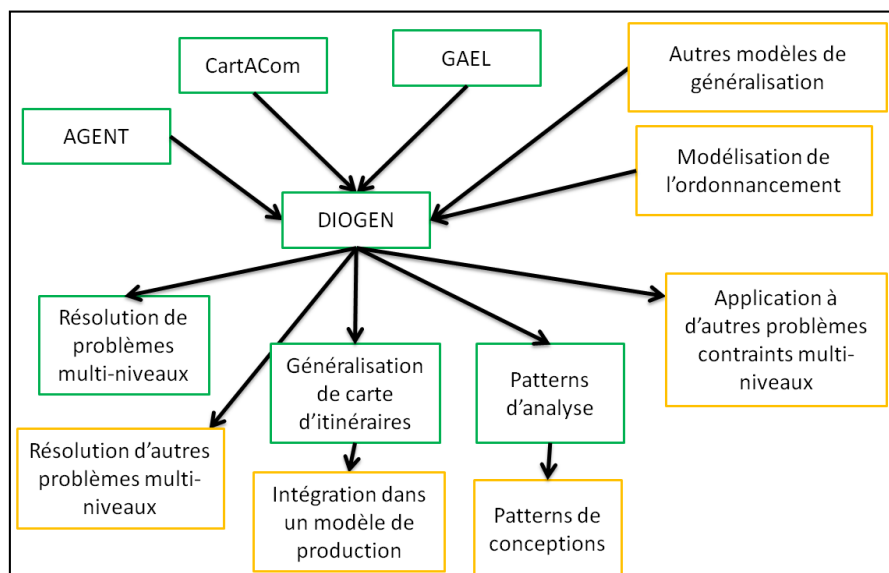 CartACom
GAEL
Autres modèles de
généralisation
AGENT
Modélisation de
l'ordonnancement
DIOGEN
Résolution de
problèmes
multi-niveaux
Généralisation
de carte
d'itinéraires
Patterns
d'analyse
Application à
d'autres problèmes
contraints multi-
niveaux
Résolution d'autres
problèmes multi-
niveaux
Intégration dans
un modèle de
production
Patterns de
conceptions